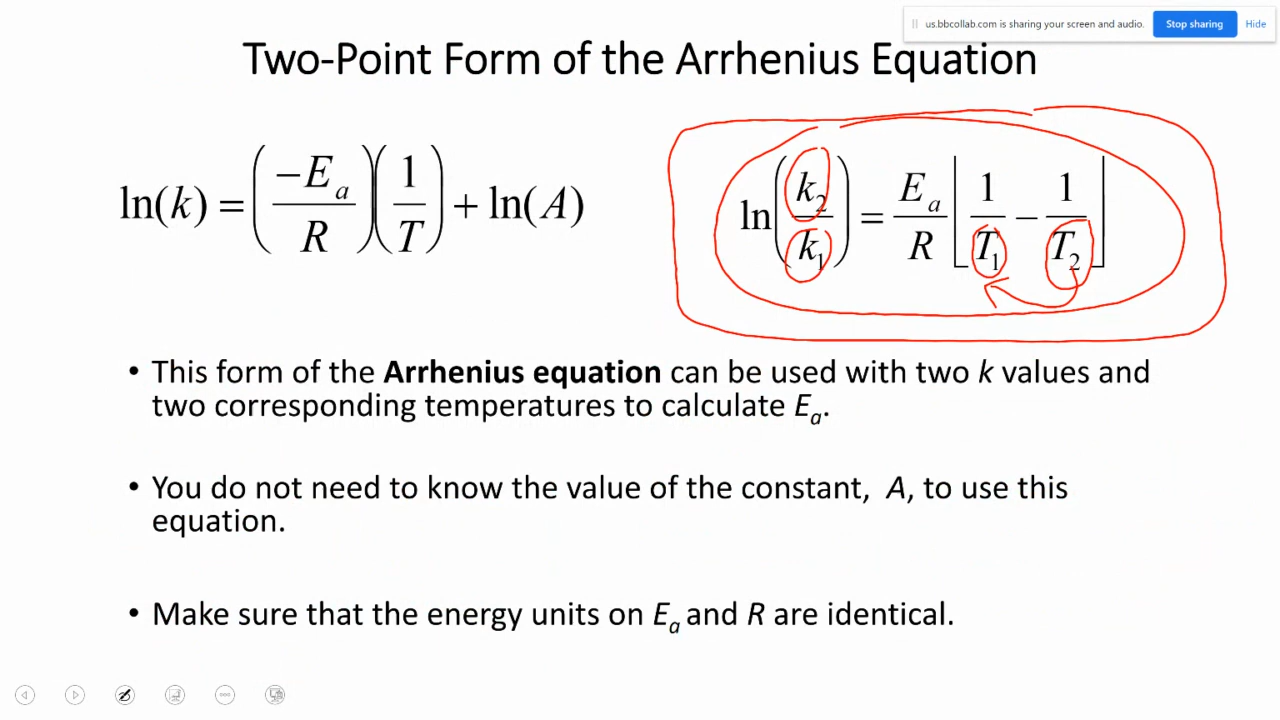 us.bbcollab.com is sharing your screen and audio. Stop sharing Hide
Two-Point Form of the Arrhenius Equation
ln(k) = (−Eₐ/R)(1/T) + ln(A)
ln(k₂/k₁) = Eₐ/R ⌊1/T₁ − 1/T₂⌋
• This form of the Arrhenius equation can be used with two k values and
two corresponding temperatures to calculate Eₐ.
• You do not need to know the value of the constant, A, to use this
equation.
• Make sure that the energy units on Eₐ and R are identical.